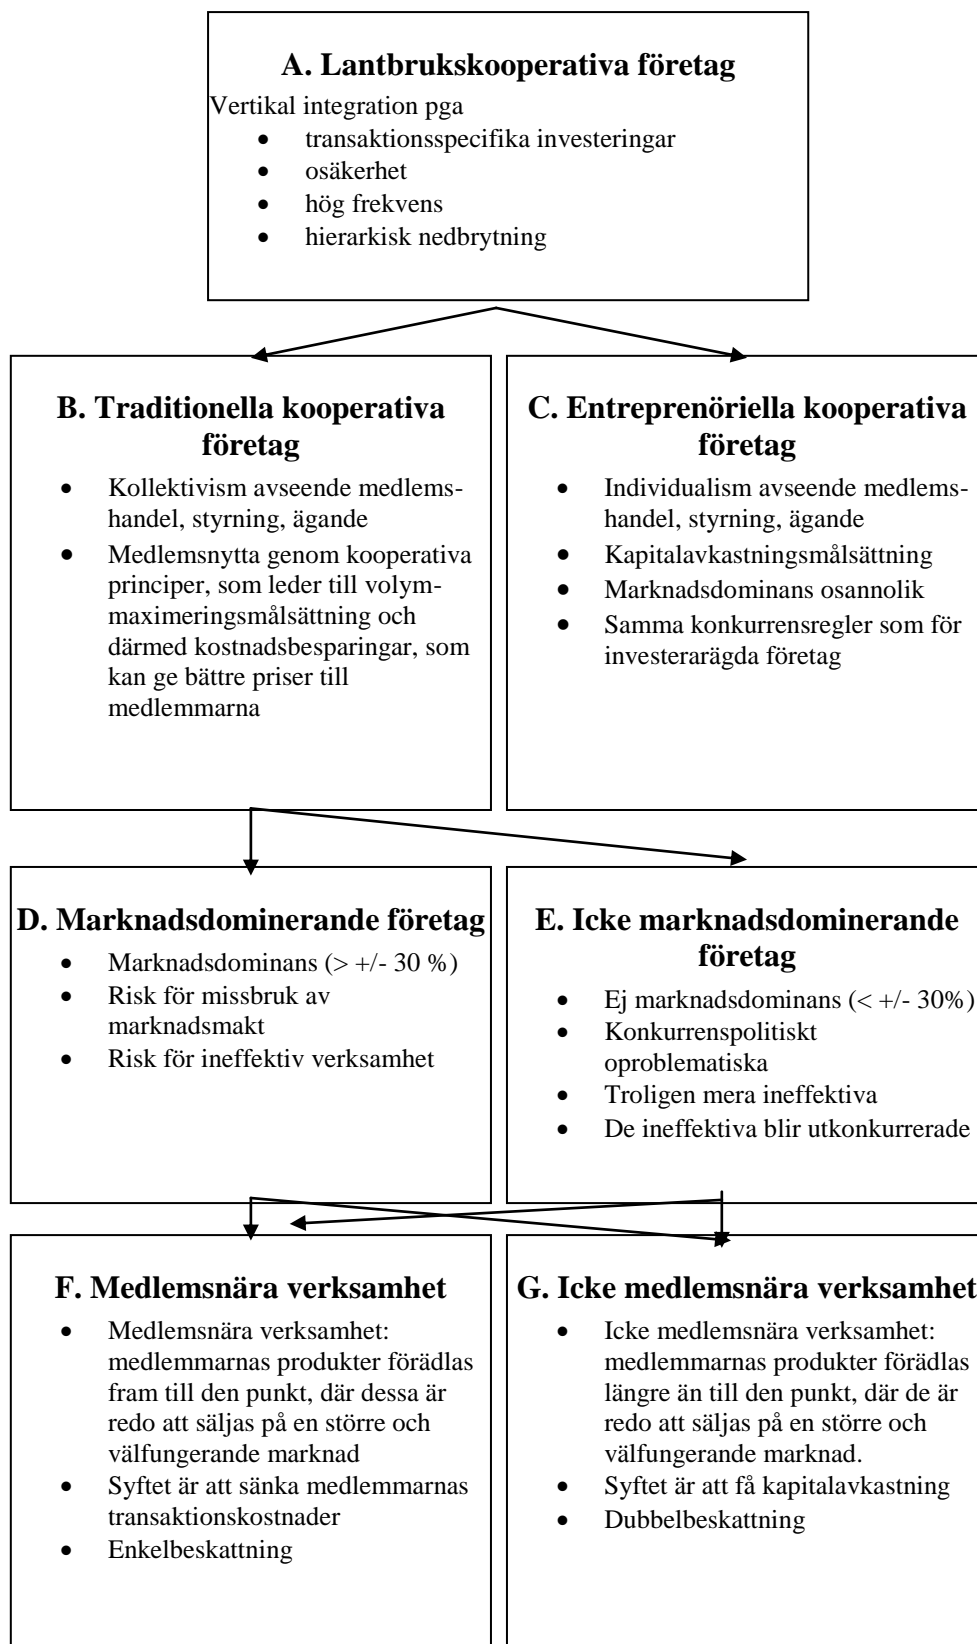 A. Lantbrukskooperativa företag
Vertikal integration pga
• transaktionsspecifika investeringar
• osäkerhet
• hög frekvens
• hierarkisk nedbrytning
B. Traditionella kooperativa
företag
• Kollektivism avseende medlems-
handel, styrning, ägande
• Medlemsnytta genom kooperativa
principer, som leder till volym-
maximeringsmålsättning och
därmed kostnadsbesparingar, som
kan ge bättre priser till
medlemmarna
C. Entreprenöriella kooperativa
företag
• Individualism avseende medlems-
handel, styrning, ägande
• Kapitalavkastningsmålsättning
• Marknadsdominans osannolik
• Samma konkurrensregler som för
investerarägda företag
D. Marknadsdominerande företag
• Marknadsdominans (> +/- 30 %)
• Risk för missbruk av
marknadsmakt
• Risk för ineffektiv verksamhet
E. Icke marknadsdominerande
företag
• Ej marknadsdominans (< +/- 30%)
• Konkurrenspolitiskt
oproblematiska
• Troligen mera ineffektiva
• De ineffektiva blir utkonkurrerade
F. Medlemsnära verksamhet
• Medlemsnära verksamhet:
medlemmarnas produkter förädlas
fram till den punkt, där dessa är
redo att säljas på en större och
välfungerande marknad
• Syftet är att sänka medlemmarnas
transaktionskostnader
• Enkelbeskattning
G. Icke medlemsnära verksamhet
• Icke medlemsnära verksamhet:
medlemmarnas produkter förädlas
längre än till den punkt, där de är
redo att säljas på en större och
välfungerande marknad.
• Syftet är att få kapitalavkastning
• Dubbelbeskattning